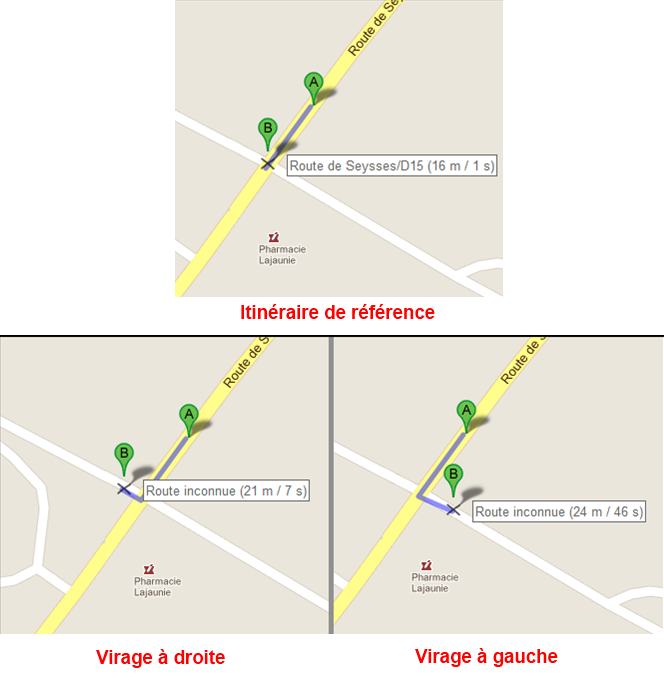 Route de Se
A
B
Route de Seysses/D15 (16 m / 1 s)
Pharmacie
Lajaunie
Itinéraire de référence
Route de S
A
B
Route inconnue (21 m / 7 s)
Pharmacie
Lajaunie
Virage à droite
Route de S
A
B
Route inconnue (24 m / 46 s)
Pharmacie
Lajaunie
Virage à gauche